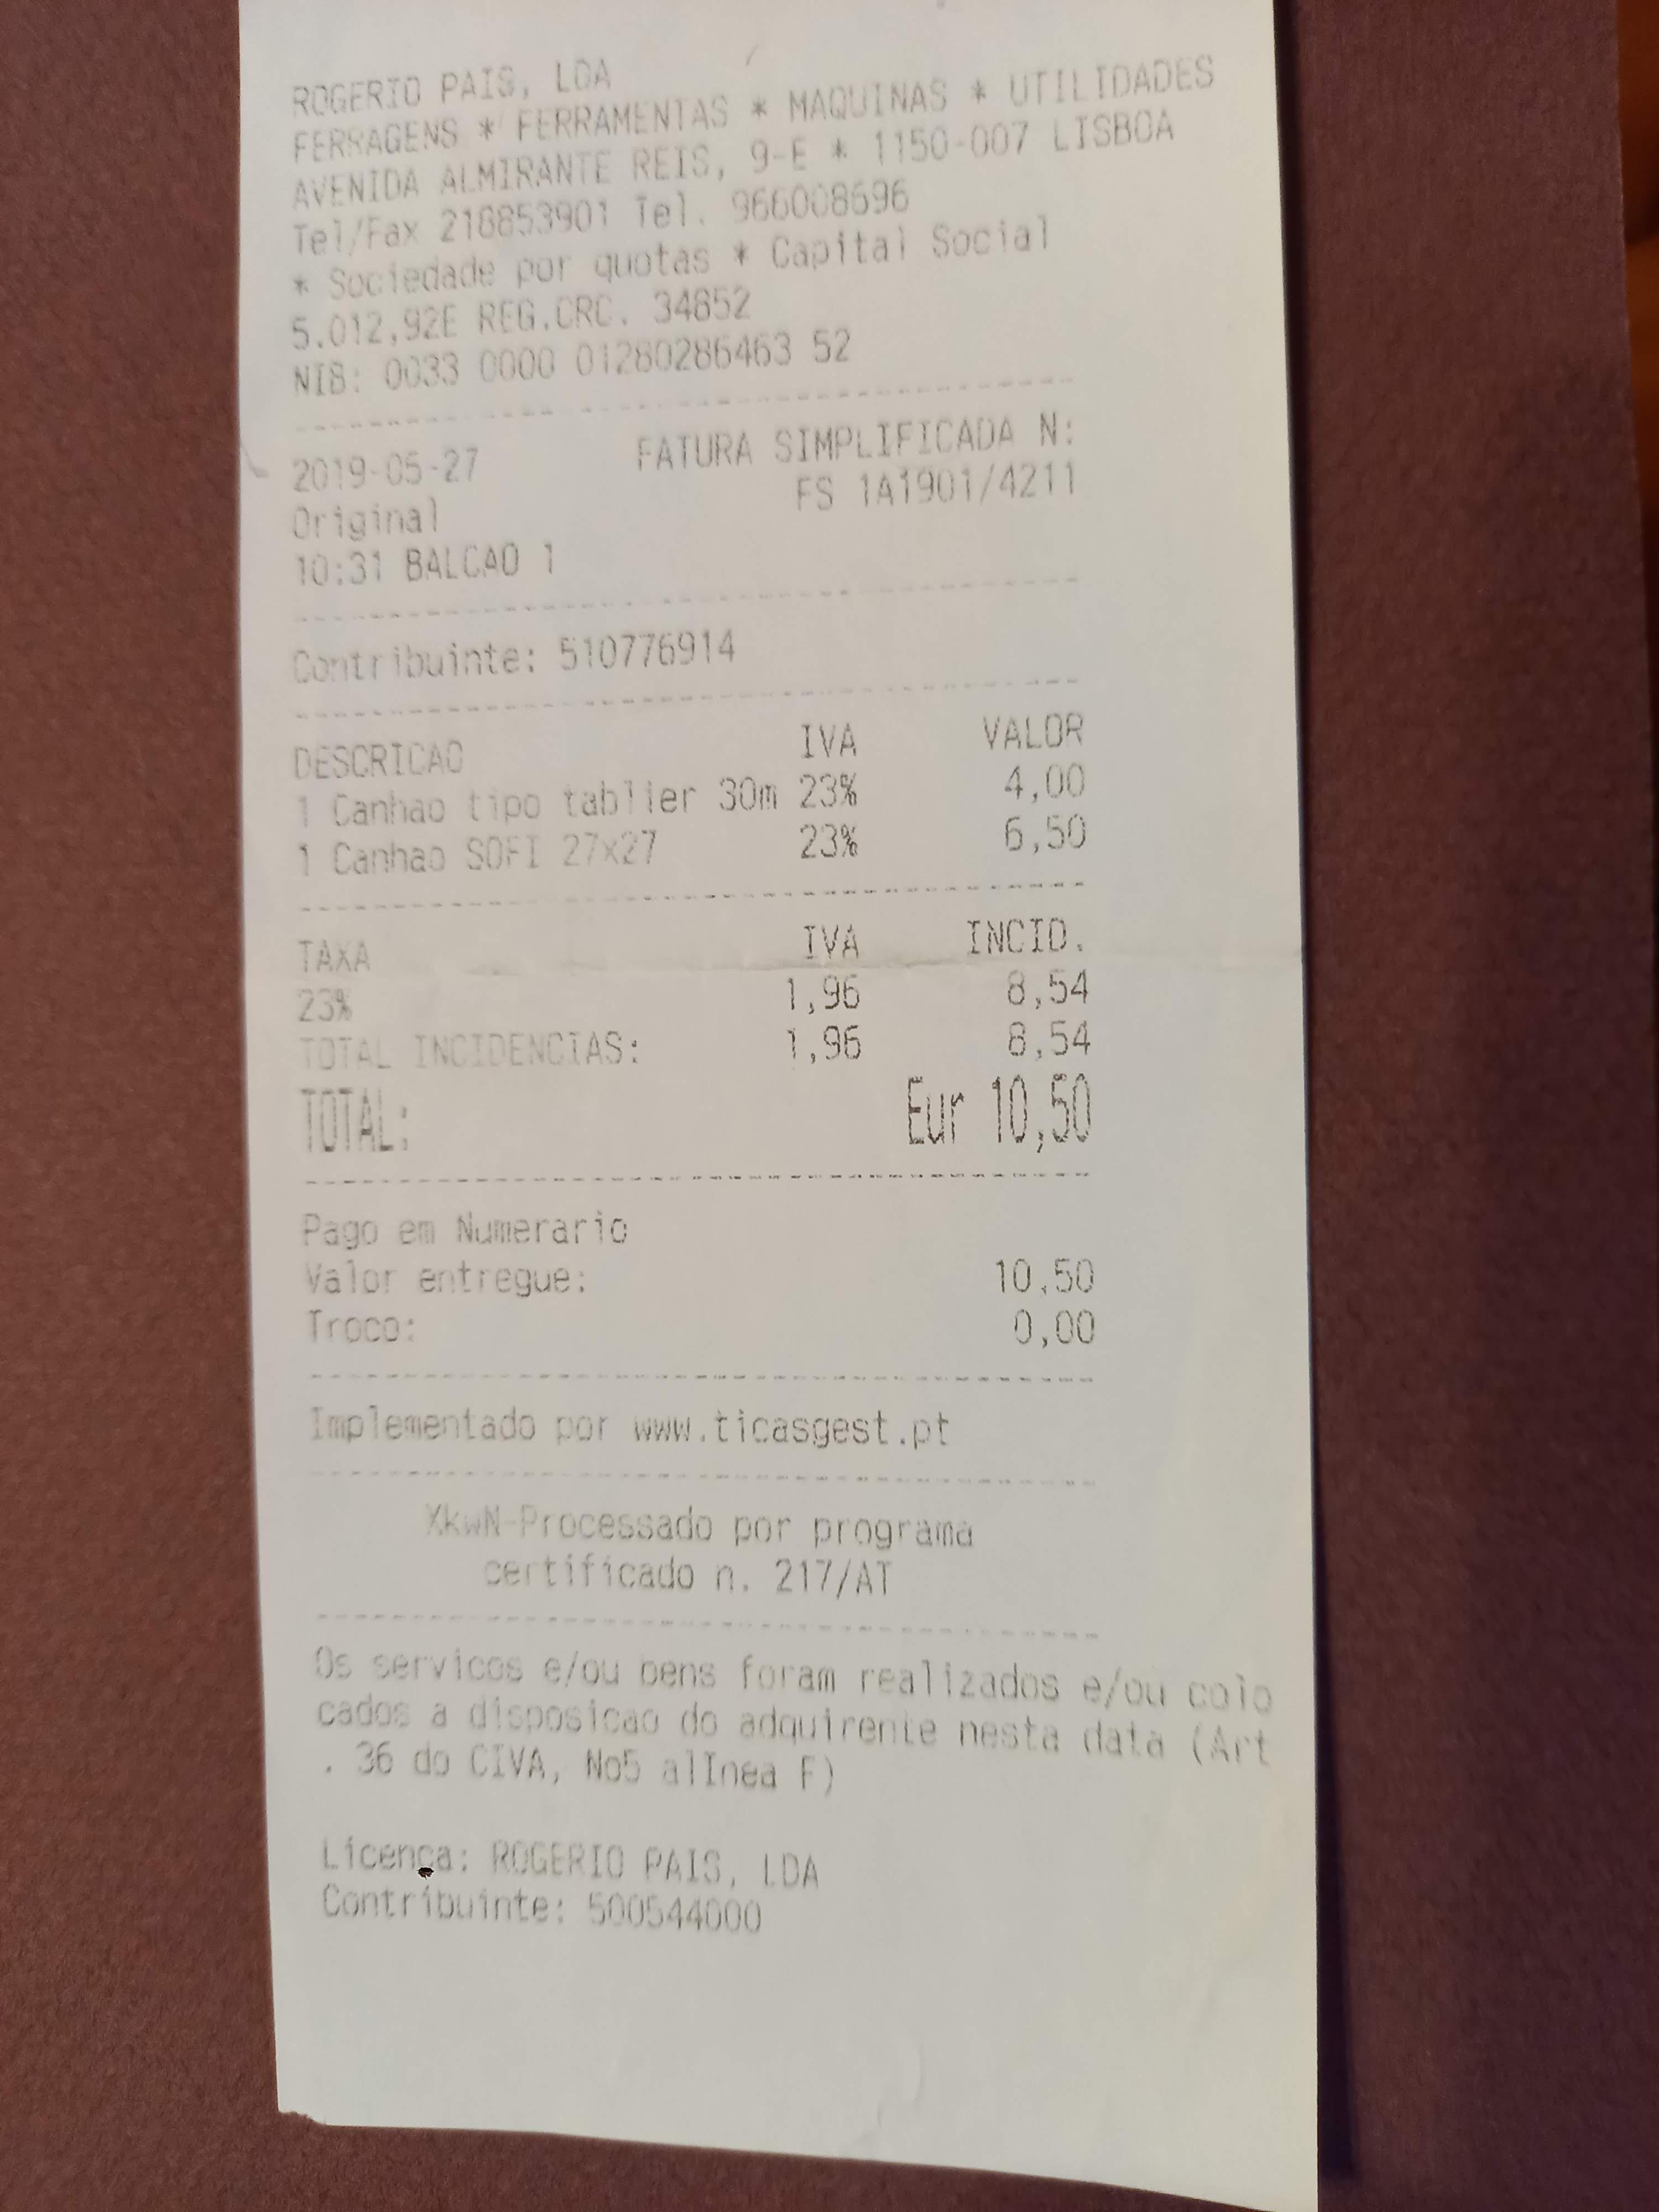 ROGERIO PAIS, LDA
FERRAGENS * FERRAMENTAS * MAQUINAS * UTILIDADES
AVENIDA ALMIRANTE REIS, 9-E * 1150-007 LISBOA
Tel/Fax 218853901 Tel. 966008696
* Sociedade por quotas * Capital Social
5.012,92E REG.CRC. 34852
NIB: 0033 0000 01280286463 52
2019-05-27 FATURA SIMPLIFICADA N:
FS 1A1901/4211
Original
10:31 BALCAO 1
Contribuinte: 510776914
DESCRICAO IVA VALOR
1 Canhao tipo tablier 30m 23% 4,00
1 Canhao SOFI 27x27 23% 6,50
TAXA IVA INCID.
23% 1,96 8,54
TOTAL INCIDENCIAS: 1,96 8,54
TOTAL: Eur 10,50
Pago em Numerario
Valor entregue: 10,50
Troco: 0,00
Implementado por www.ticasgest.pt
XkwN-Processado por programa
certificado n. 217/AT
Os servicos e/ou bens foram realizados e/ou colo
cados a disposicao do adquirente nesta data (Art
. 36 do CIVA, No5 alInea F)
Licença: ROGERIO PAIS, LDA
Contribuinte: 500544000